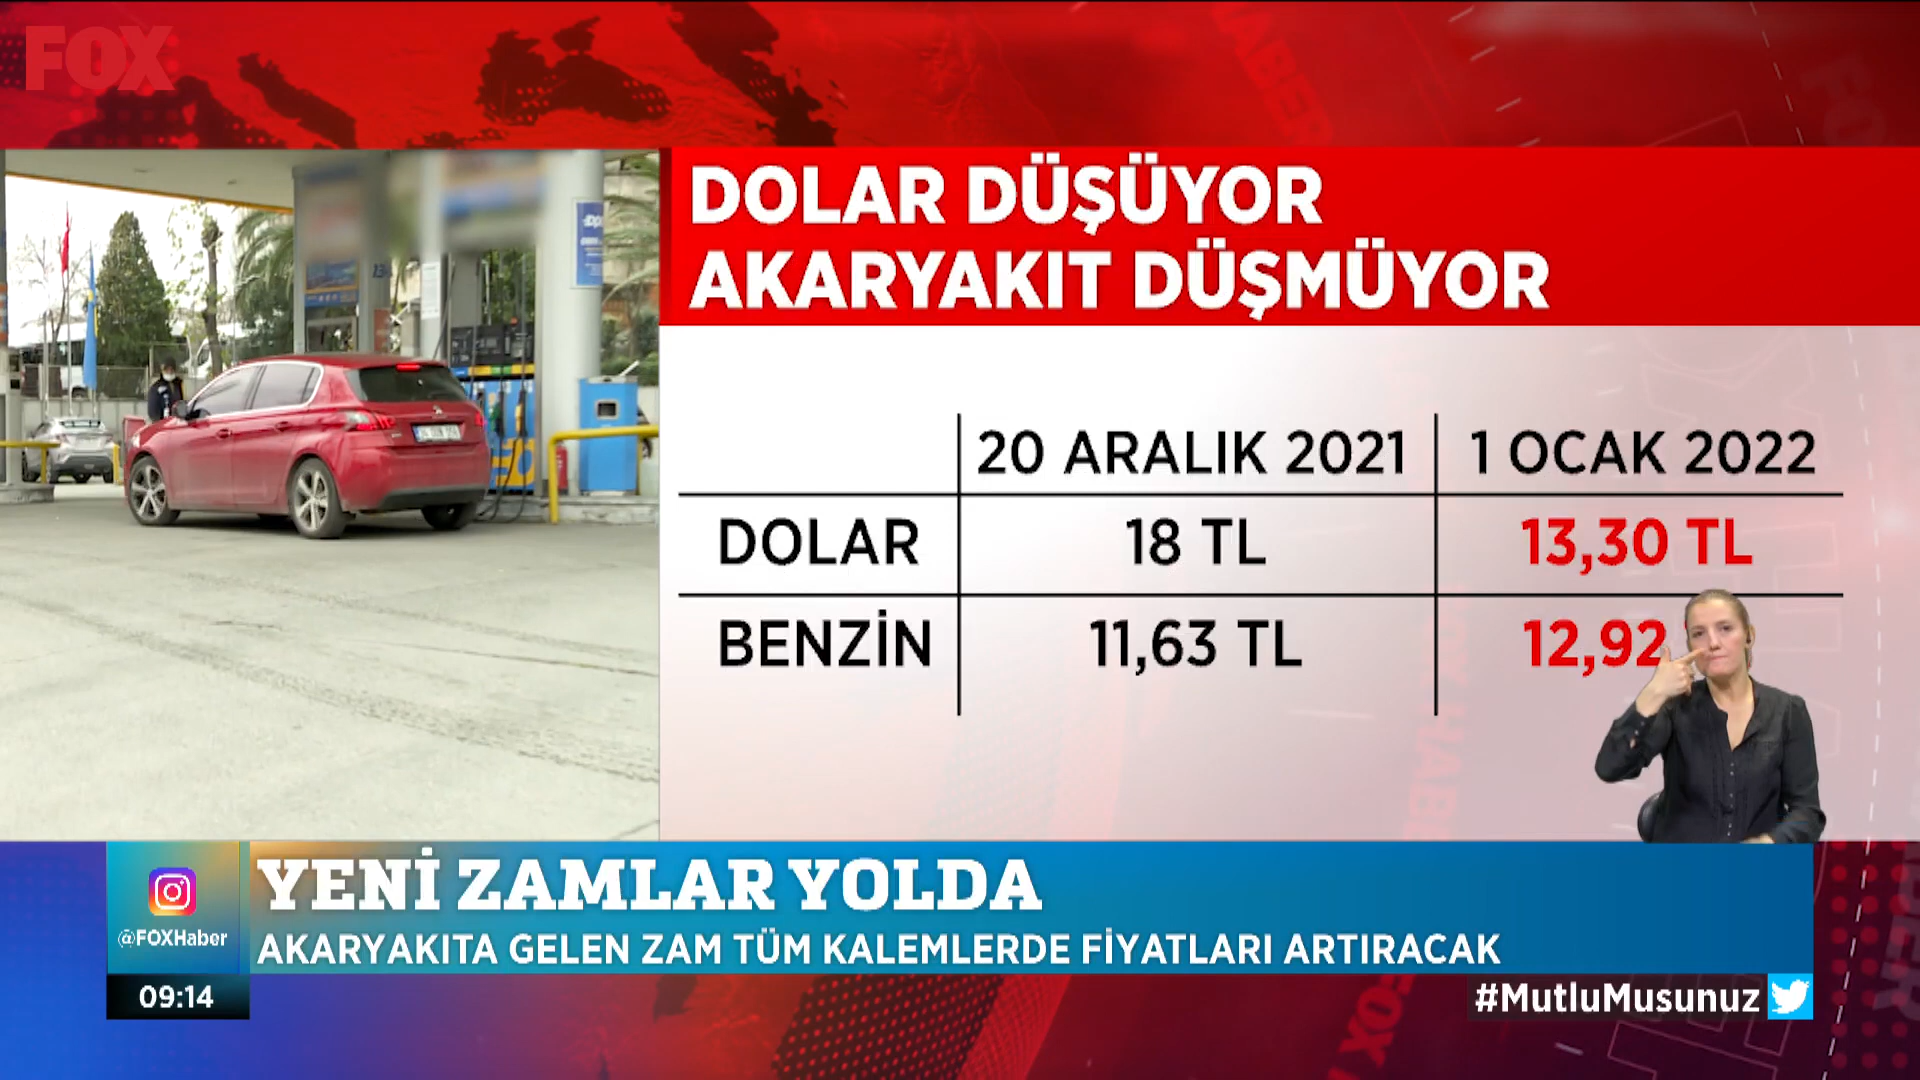 FOX
DOLAR DÜŞÜYOR
AKARYAKIT DÜŞMÜYOR
20 ARALIK 2021
1 OCAK 2022
DOLAR
18 TL
13,30 TL
BENZİN
11,63 TL
12,92
YENİ ZAMLAR YOLDA
@FOXHaber
AKARYAKITA GELEN ZAM TÜM KALEMLERDE FİYATLARI ARTIRACAK
09:14
#MutluMusunuz